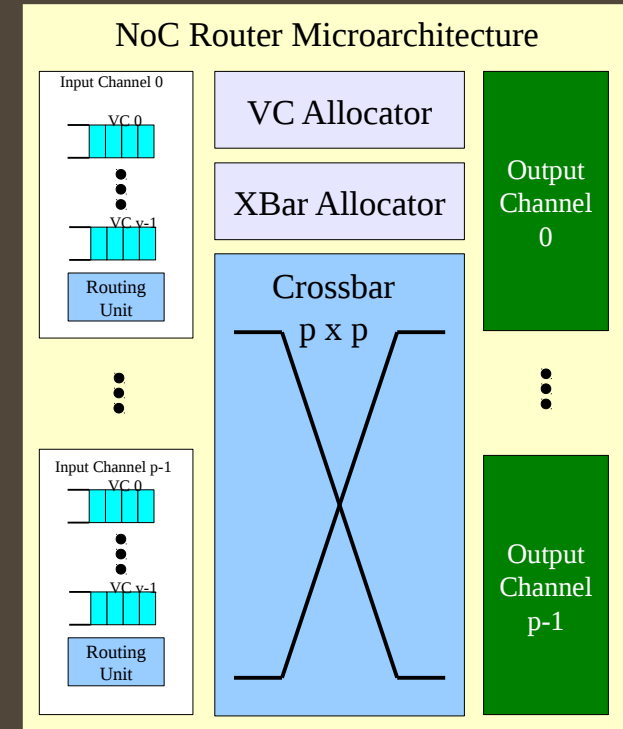 NoC Router Microarchitecture
Input Channel 0
VC 0
VC v-1
Routing
Unit
Input Channel p-1
VC 0
VC v-1
Routing
Unit
VC Allocator
XBar Allocator
Crossbar
p x p
Output
Channel
0
Output
Channel
p-1